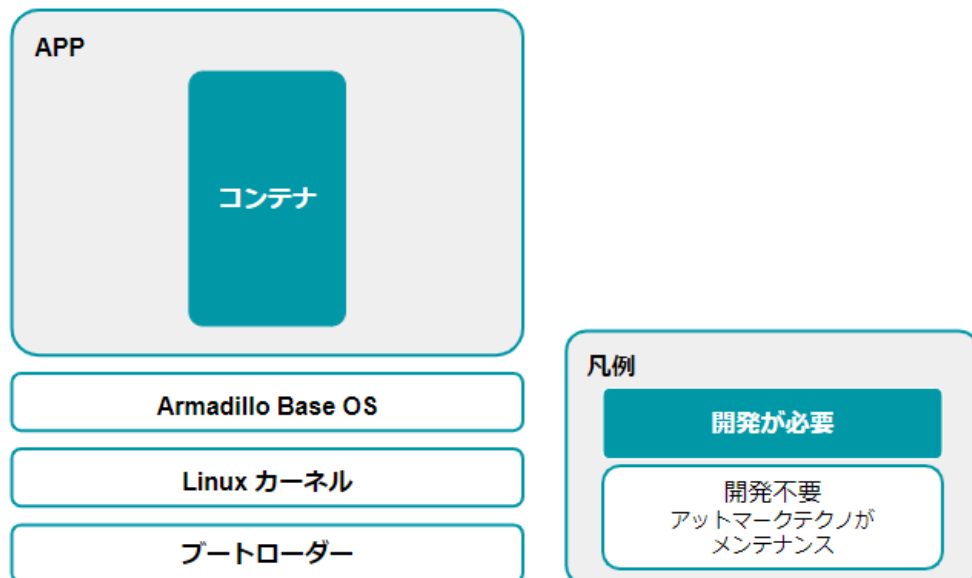 APP
コンテナ
Armadillo Base OS
Linux カーネル
ブートローダー
凡例
開発が必要
開発不要
アットマークテクノが
メンテナンス